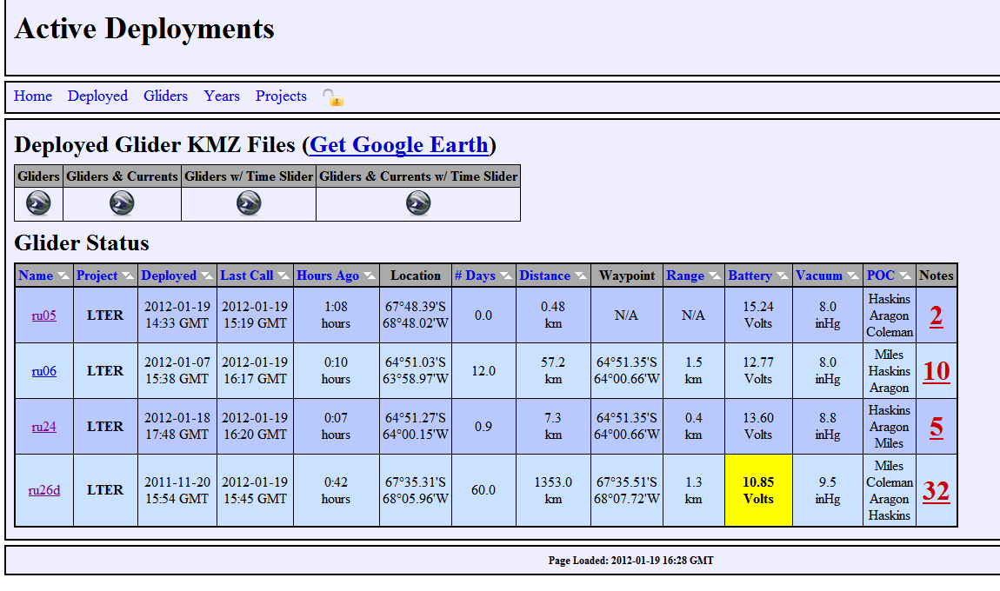 Active Deployments
Home Deployed Gliders Years Projects
Deployed Glider KMZ Files (Get Google Earth)
Gliders Gliders & Currents Gliders w/ Time Slider Gliders & Currents w/ Time Slider
Glider Status
Name Project Deployed Last Call Hours Ago Location # Days Distance Waypoint Range Battery Vacuum POC Notes
ru05 LTER 2012-01-19 14:33 GMT 2012-01-19 15:19 GMT 1:08 hours 67°48.39'S 68°48.02'W 0.0 0.48 km N/A N/A 15.24 Volts 8.0 inHg Haskins Aragon Coleman 2
ru06 LTER 2012-01-07 15:38 GMT 2012-01-19 16:17 GMT 0:10 hours 64°51.03'S 63°58.97'W 12.0 57.2 km 64°51.35'S 64°00.66'W 1.5 km 12.77 Volts 8.0 inHg Miles Haskins Aragon 10
ru24 LTER 2012-01-18 17:48 GMT 2012-01-19 16:20 GMT 0:07 hours 64°51.27'S 64°00.15'W 0.9 7.3 km 64°51.35'S 64°00.66'W 0.4 km 13.60 Volts 8.8 inHg Haskins Aragon Miles 5
ru26d LTER 2011-11-20 15:54 GMT 2012-01-19 15:45 GMT 0:42 hours 67°35.31'S 68°05.96'W 60.0 1353.0 km 67°35.51'S 68°07.72'W 1.3 km 10.85 Volts 9.5 inHg Miles Coleman Aragon Haskins 32
Page Loaded: 2012-01-19 16:28 GMT